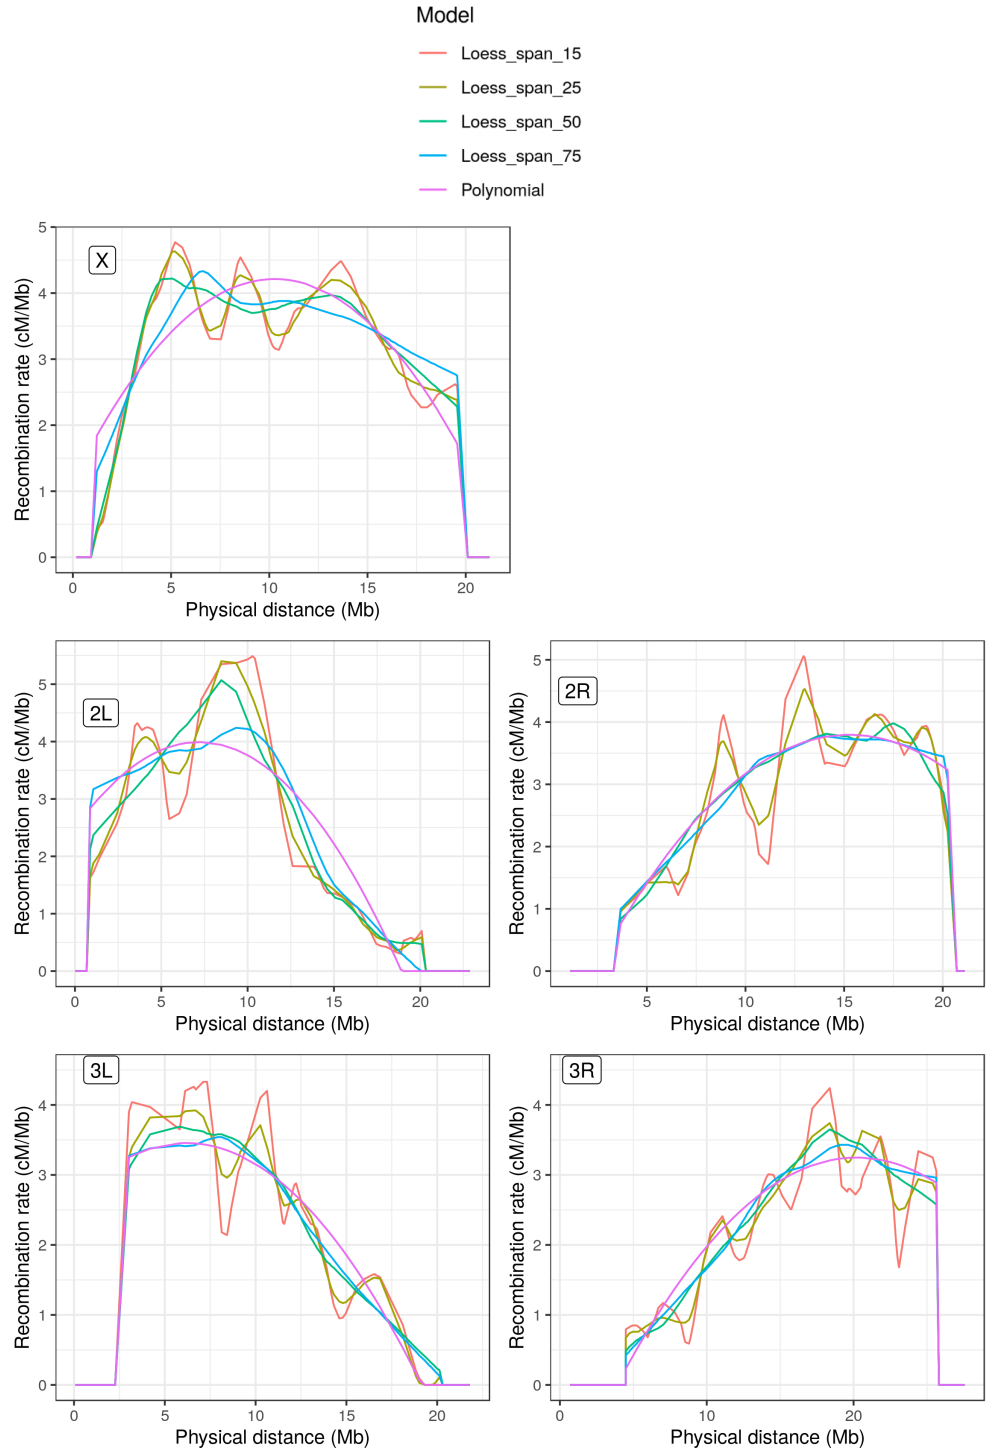 Model
Loess_span_15
Loess_span_25
Loess_span_50
Loess_span_75
Polynomial
X
Recombination rate (cM/Mb)
5
4
3
2
1
0
0 5 10 15 20
Physical distance (Mb)
2L
Recombination rate (cM/Mb)
5
4
3
2
1
0
0 5 10 15 20
Physical distance (Mb)
2R
Recombination rate (cM/Mb)
5
4
3
2
1
0
5 10 15 20
Physical distance (Mb)
3L
Recombination rate (cM/Mb)
4
3
2
1
0
0 5 10 15 20
Physical distance (Mb)
3R
Recombination rate (cM/Mb)
4
3
2
1
0
0 10 20
Physical distance (Mb)